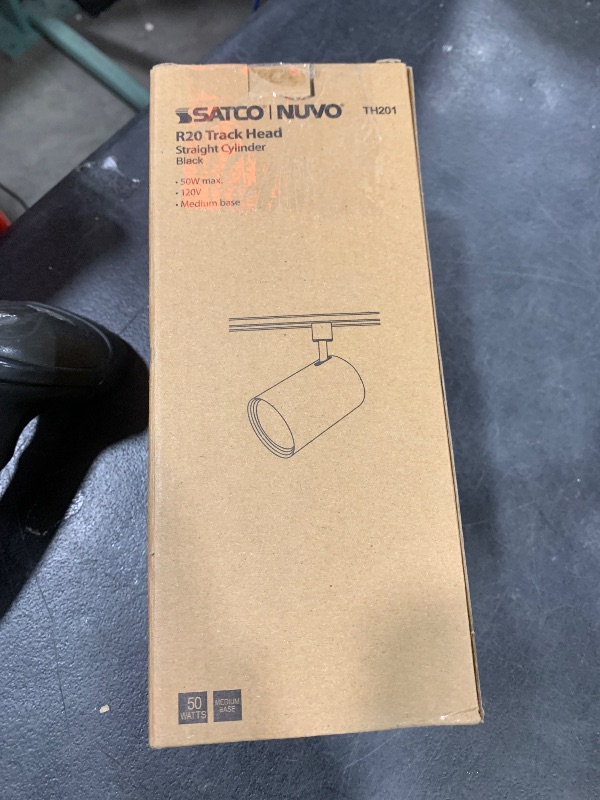 SATCO | NUVO® TH201
R20 Track Head
Straight Cylinder
Black
• 50W max.
• 120V
• Medium base
50
WATTS
MEDIUM
BASE